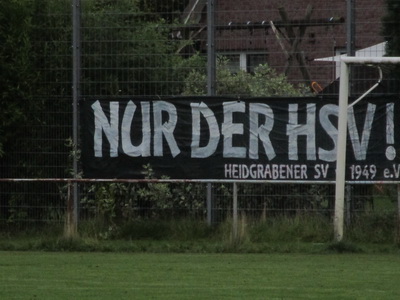 NUR DER HSV!
HEIDGRABENER SV 1949 e.V